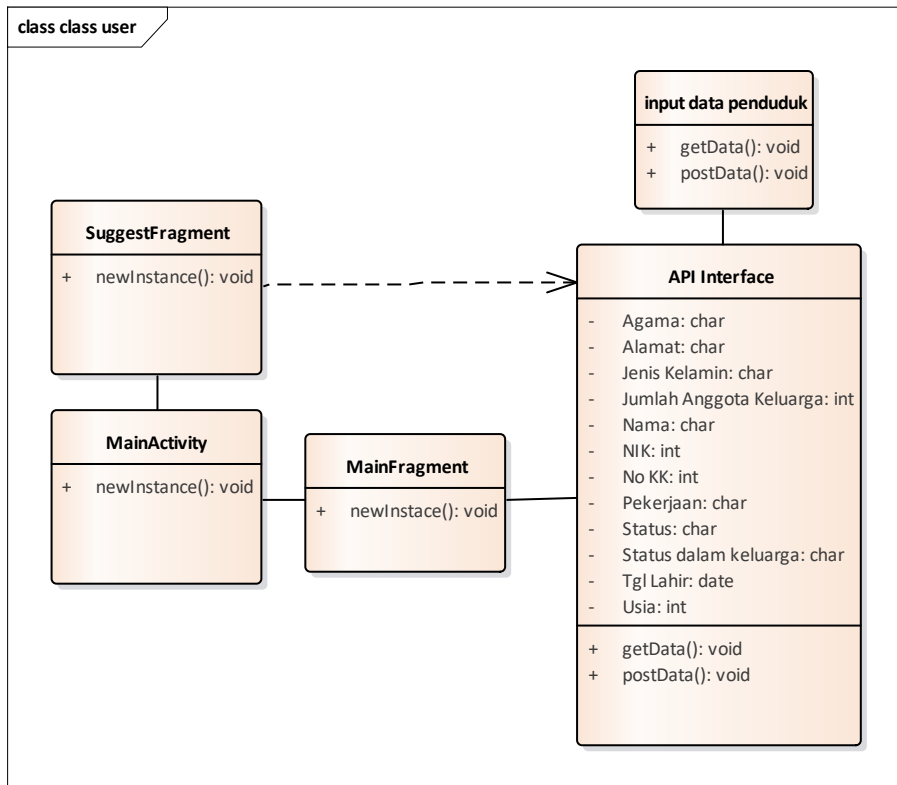 class class user
input data penduduk
+ getData(): void
+ postData(): void
SuggestFragment
+ newInstance(): void
API Interface
- Agama: char
- Alamat: char
- Jenis Kelamin: char
- Jumlah Anggota Keluarga: int
- Nama: char
- NIK: int
- No KK: int
- Pekerjaan: char
- Status: char
- Status dalam keluarga: char
- Tgl Lahir: date
- Usia: int
+ getData(): void
+ postData(): void
MainActivity
+ newInstance(): void
MainFragment
+ newInstace(): void